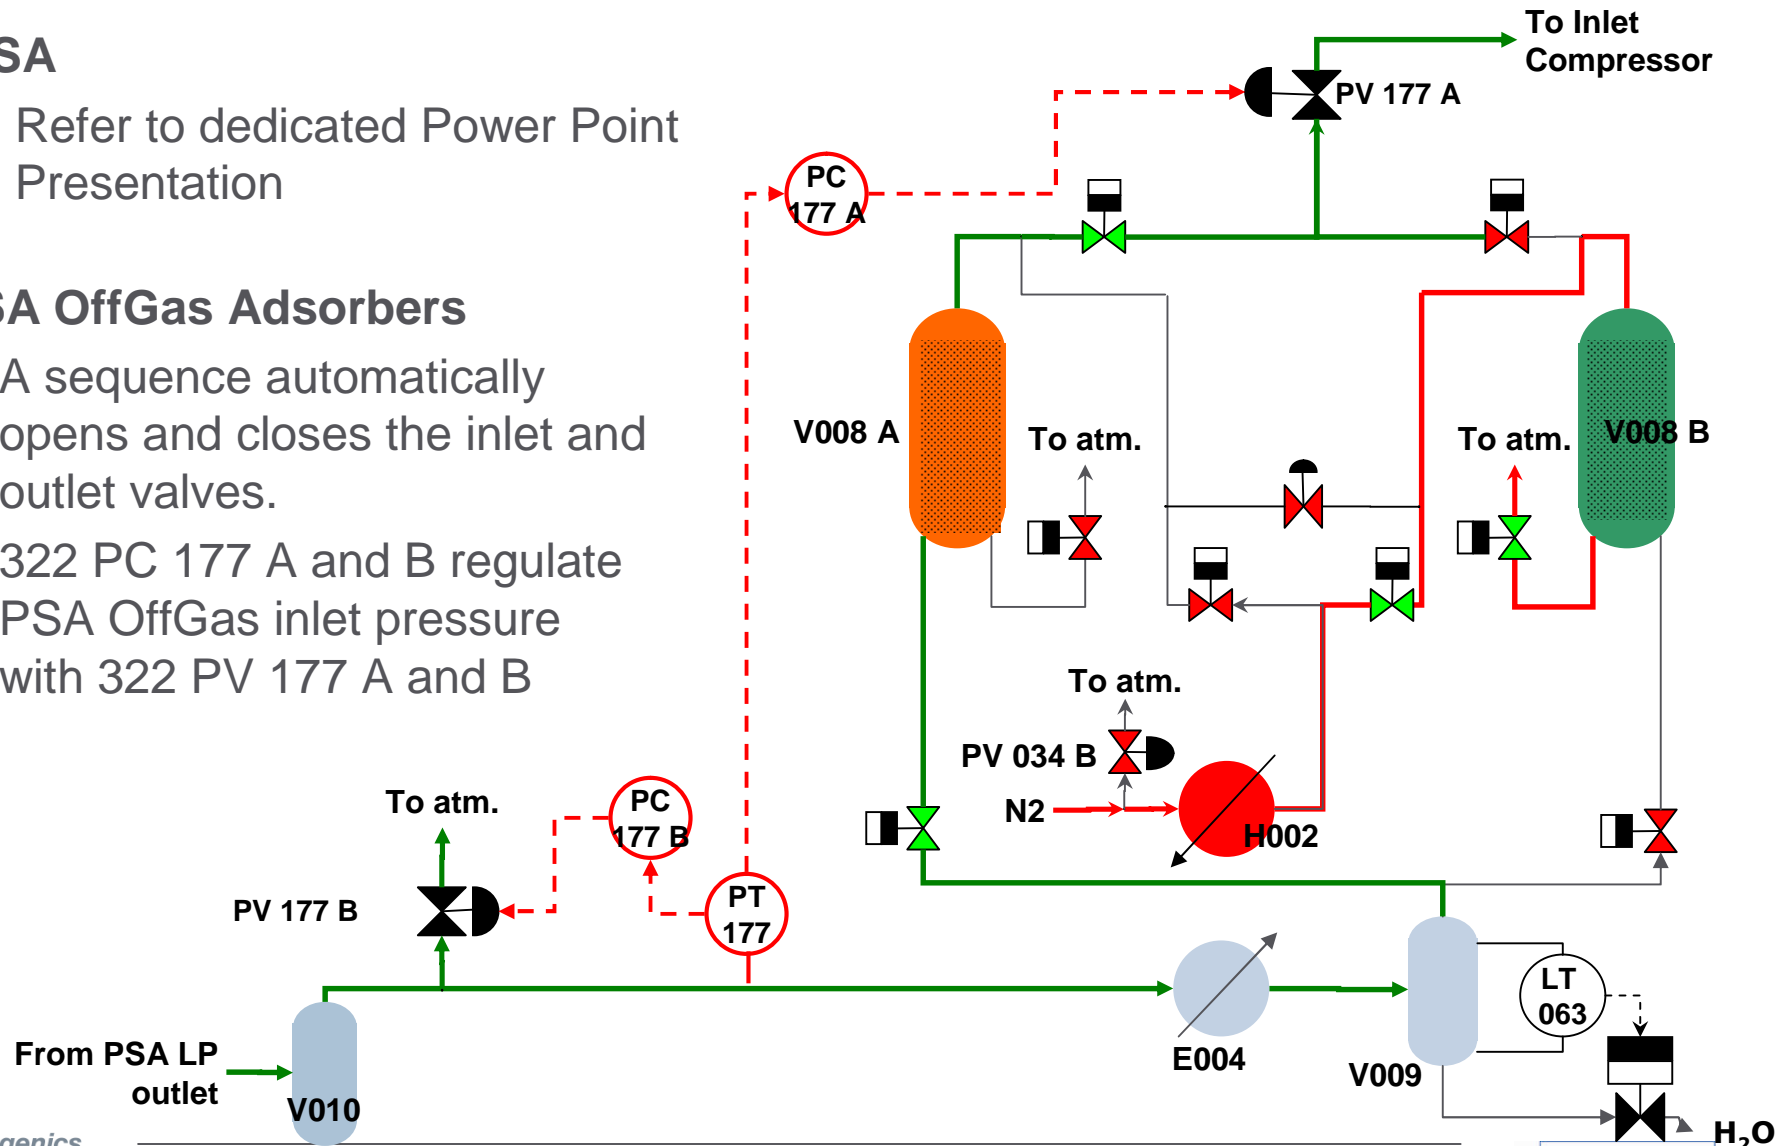 SA
Refer to dedicated Power Point
Presentation
SA OffGas Adsorbers
A sequence automatically
opens and closes the inlet and
outlet valves.
322 PC 177 A and B regulate
PSA OffGas inlet pressure
with 322 PV 177 A and B
To Inlet
Compressor
PV 177 A
PC
177 A
V008 A
To atm.
To atm.
V008 B
To atm.
PV 034 B
N2
H002
To atm.
PC
177 B
PV 177 B
PT
177
LT
063
E004
V009
From PSA LP
outlet
V010
H₂O
genics